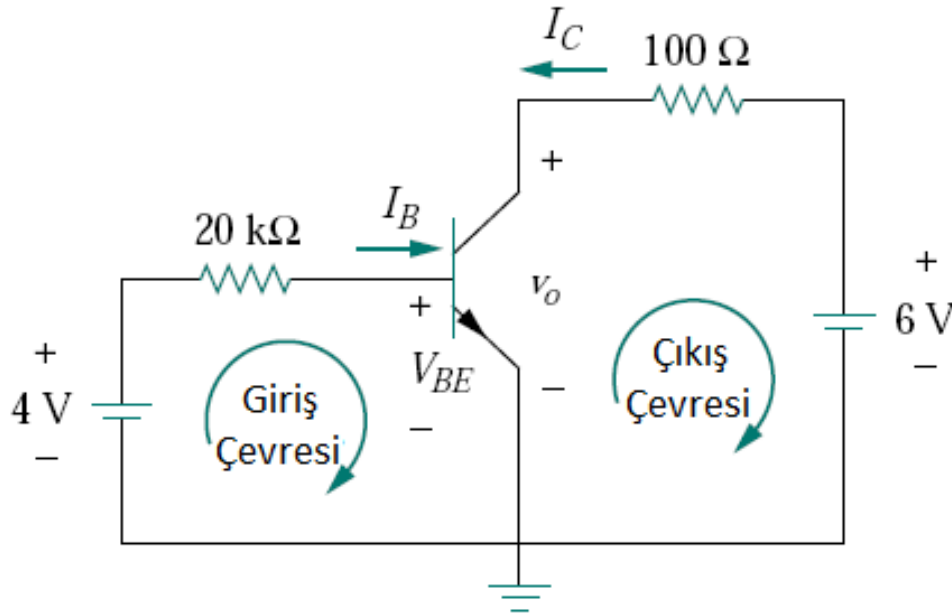 I_C
100 Ω
+
I_B
20 kΩ
+
v_o
+
6 V
−
+
4 V
−
V_BE
−
−
Giriş
Çevresi
Çıkış
Çevresi